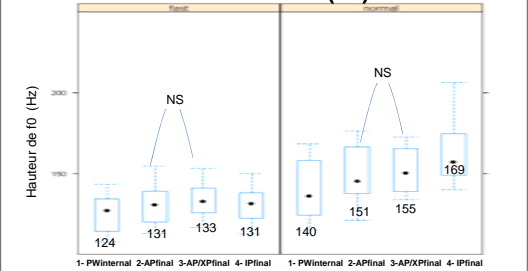 fast normal
Hauteur de f0 (Hz)
200
150
NS NS
124 131 133 131 140 151 155 169
1- PWinternal 2-APfinal 3-AP/XPfinal 4- IPfinal 1- PWinternal 2-APfinal 3-AP/XPfinal 4- IPfinal